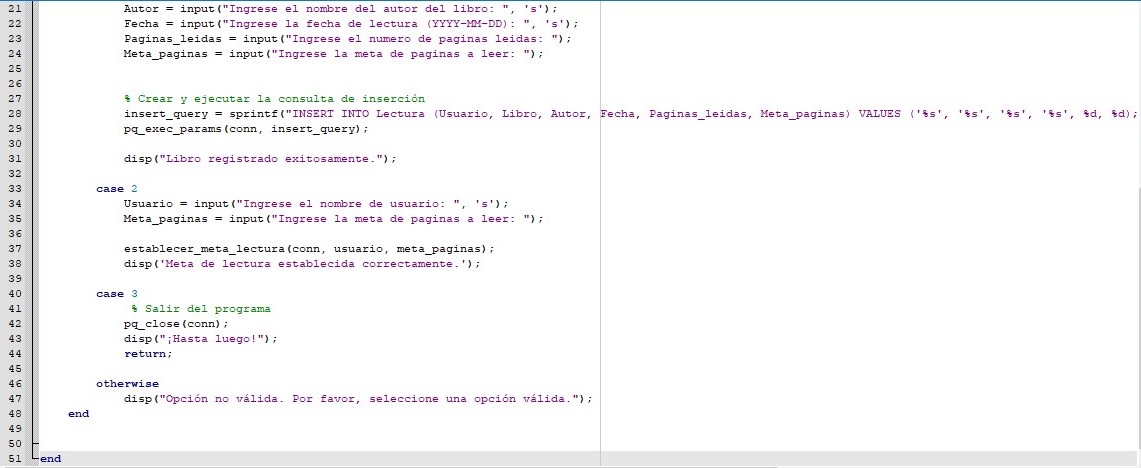 21 Autor = input("Ingrese el nombre del autor del libro: ", 's');
22 Fecha = input("Ingrese la fecha de lectura (YYYY-MM-DD): ", 's');
23 Paginas_leidas = input("Ingrese el numero de paginas leidas: ");
24 Meta_paginas = input("Ingrese la meta de paginas a leer: ");
25
26
27 % Crear y ejecutar la consulta de inserción
28 insert_query = sprintf("INSERT INTO Lectura (Usuario, Libro, Autor, Fecha, Paginas_leidas, Meta_paginas) VALUES ('%s', '%s', '%s', '%s', %d, %d);
29 pq_exec_params(conn, insert_query);
30
31 disp("Libro registrado exitosamente.");
32
33 case 2
34 Usuario = input("Ingrese el nombre de usuario: ", 's');
35 Meta_paginas = input("Ingrese la meta de paginas a leer: ");
36
37 establecer_meta_lectura(conn, usuario, meta_paginas);
38 disp('Meta de lectura establecida correctamente.');
39
40 case 3
41 % Salir del programa
42 pq_close(conn);
43 disp("¡Hasta luego!");
44 return;
45
46 otherwise
47 disp("Opción no válida. Por favor, seleccione una opción válida.");
48 end
49
50
51 end